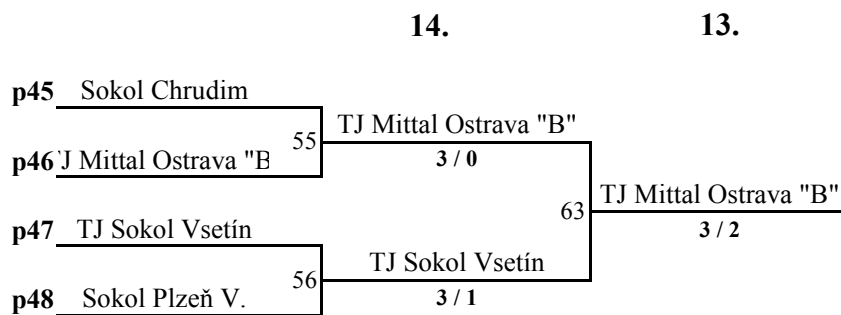 14. 13.
p45 Sokol Chrudim
55 TJ Mittal Ostrava "B"
p46 'J Mittal Ostrava "B
3 / 0
63 TJ Mittal Ostrava "B"
p47 TJ Sokol Vsetín
3 / 2
56 TJ Sokol Vsetín
p48 Sokol Plzeň V.
3 / 1